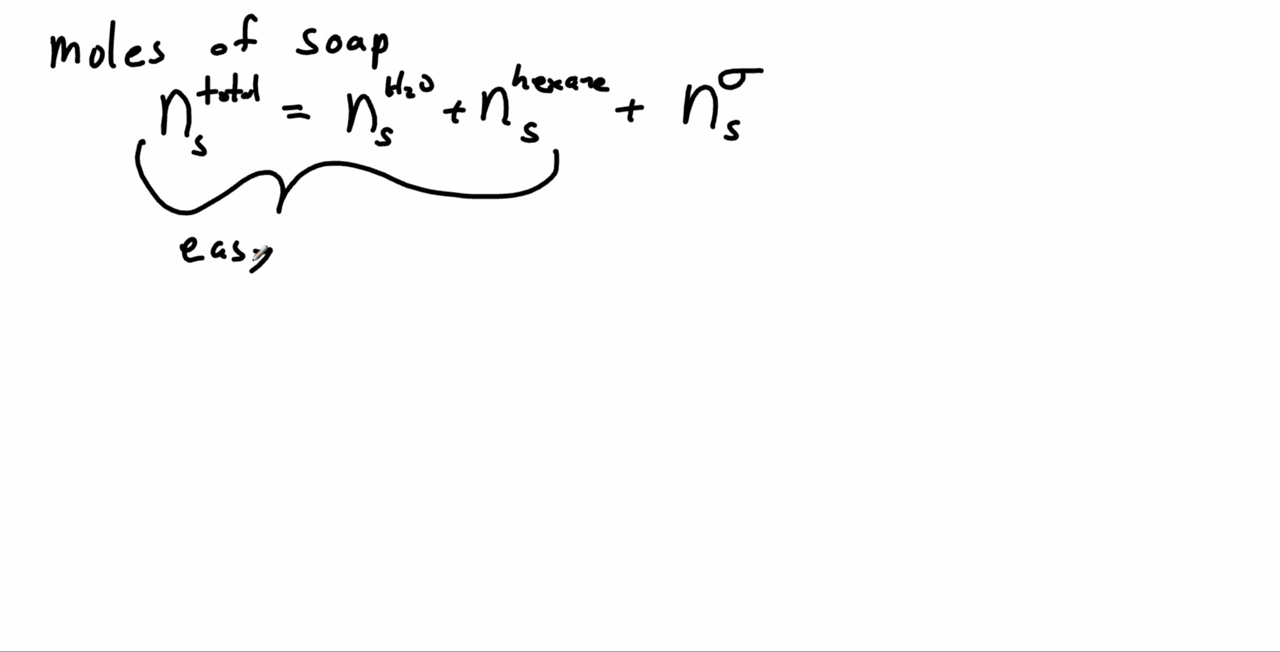 moles of soap
n_s^total = n_s^H₂O + n_s^hexane + n_s^σ
easy